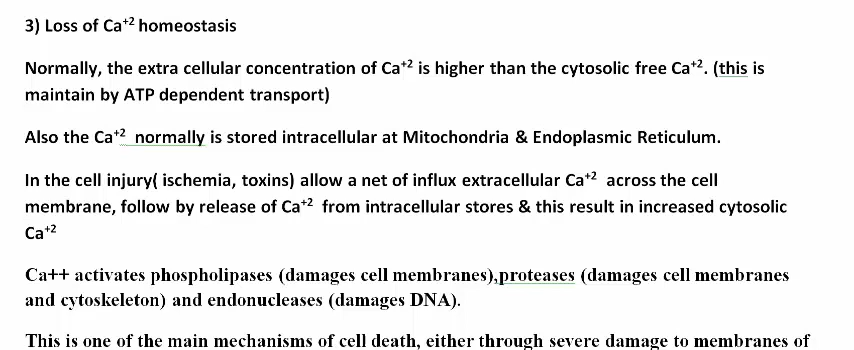 3) Loss of Ca⁺² homeostasis
Normally, the extra cellular concentration of Ca⁺² is higher than the cytosolic free Ca⁺². (this is
maintain by ATP dependent transport)
Also the Ca⁺² normally is stored intracellular at Mitochondria & Endoplasmic Reticulum.
In the cell injury( ischemia, toxins) allow a net of influx extracellular Ca⁺² across the cell
membrane, follow by release of Ca⁺² from intracellular stores & this result in increased cytosolic
Ca⁺²
Ca++ activates phospholipases (damages cell membranes),proteases (damages cell membranes
and cytoskeleton) and endonucleases (damages DNA).
This is one of the main mechanisms of cell death, either through severe damage to membranes of